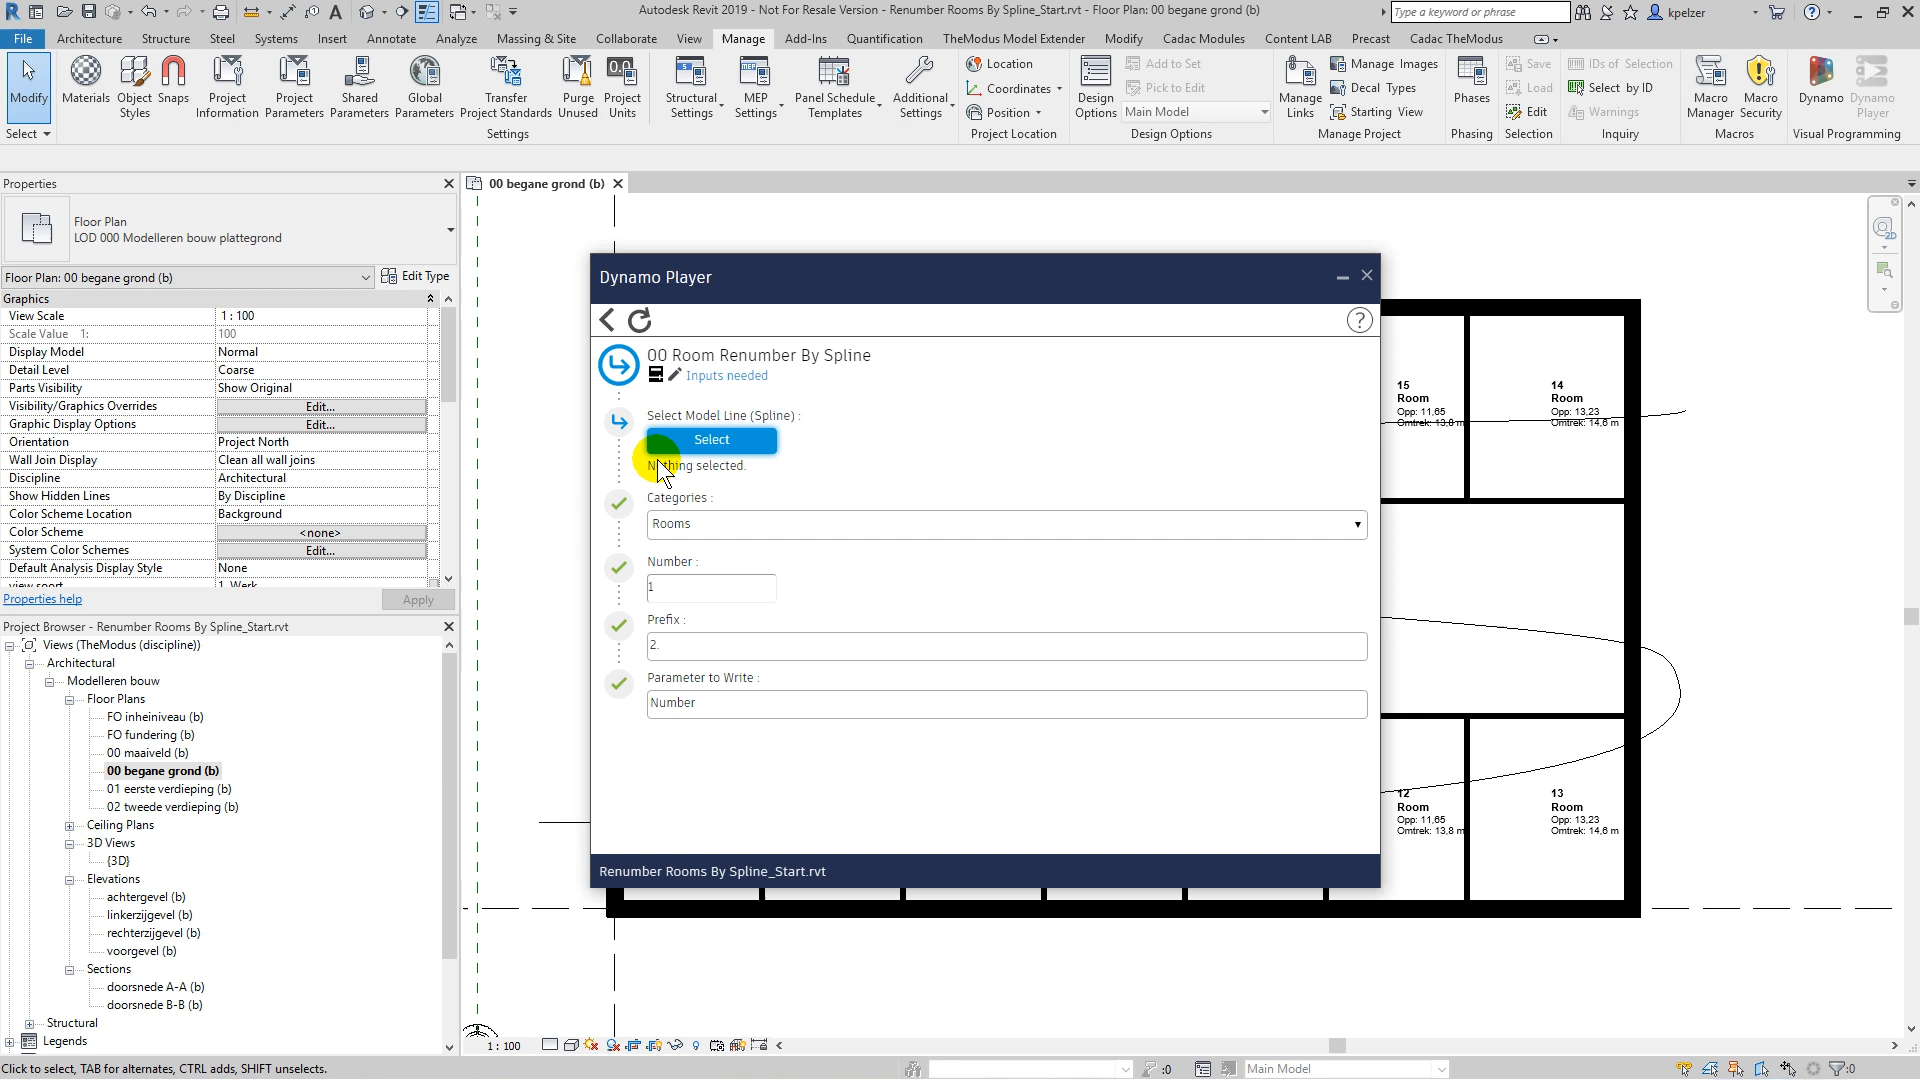 Autodesk Revit 2019 - Not For Resale Version - Renumber Rooms By Spline_Start.rvt - Floor Plan: 00 begane grond (b)
Type a keyword or phrase
kpelzer
File Architecture Structure Steel Systems Insert Annotate Analyze Massing & Site Collaborate View Manage Add-Ins Quantification TheModus Model Extender Modify Cadac Modules Content LAB Precast Cadac TheModus
Modify
Select
Materials
Object Styles
Snaps
Project Information
Project Parameters
Shared Parameters
Global Parameters
Transfer Project Standards
Purge Unused
Project Units
Settings
Structural Settings
MEP Settings
Panel Schedule Templates
Additional Settings
Location
Coordinates
Position
Project Location
Design Options
Add to Set
Pick to Edit
Main Model
Design Options
Manage Links
Manage Images
Decal Types
Starting View
Manage Project
Phases
Phasing
Save
Load
Edit
Selection
IDs of Selection
Select by ID
Warnings
Inquiry
Macro Manager
Macro Security
Macros
Dynamo
Dynamo Player
Visual Programming
Properties
Floor Plan
LOD 000 Modelleren bouw plattegrond
Floor Plan: 00 begane grond (b)
Edit Type
Graphics
View Scale 1 : 100
Scale Value 1: 100
Display Model Normal
Detail Level Coarse
Parts Visibility Show Original
Visibility/Graphics Overrides Edit...
Graphic Display Options Edit...
Orientation Project North
Wall Join Display Clean all wall joins
Discipline Architectural
Show Hidden Lines By Discipline
Color Scheme Location Background
Color Scheme <none>
System Color Schemes Edit...
Default Analysis Display Style None
view soort 1. Werk
Properties help
Apply
Project Browser - Renumber Rooms By Spline_Start.rvt
Views (TheModus (discipline))
Architectural
Modelleren bouw
Floor Plans
FO inheiniveau (b)
FO fundering (b)
00 maaiveld (b)
00 begane grond (b)
01 eerste verdieping (b)
02 tweede verdieping (b)
Ceiling Plans
3D Views
{3D}
Elevations
achtergevel (b)
linkerzijgevel (b)
rechterzijgevel (b)
voorgevel (b)
Sections
doorsnede A-A (b)
doorsnede B-B (b)
Structural
Legends
00 begane grond (b)
Dynamo Player
00 Room Renumber By Spline
Inputs needed
Select Model Line (Spline) :
Select
Nothing selected.
Categories :
Rooms
Number :
1
Prefix :
2.
Parameter to Write :
Number
Renumber Rooms By Spline_Start.rvt
15
Room
Opp: 11,65
Omtrek: 13,8 m
14
Room
Opp: 13,23
Omtrek: 14,6 m
12
Room
Opp: 11,65
Omtrek: 13,8 m
13
Room
Opp: 13,23
Omtrek: 14,6 m
2D
1 : 100
Click to select, TAB for alternates, CTRL adds, SHIFT unselects.
:0
Main Model
:0